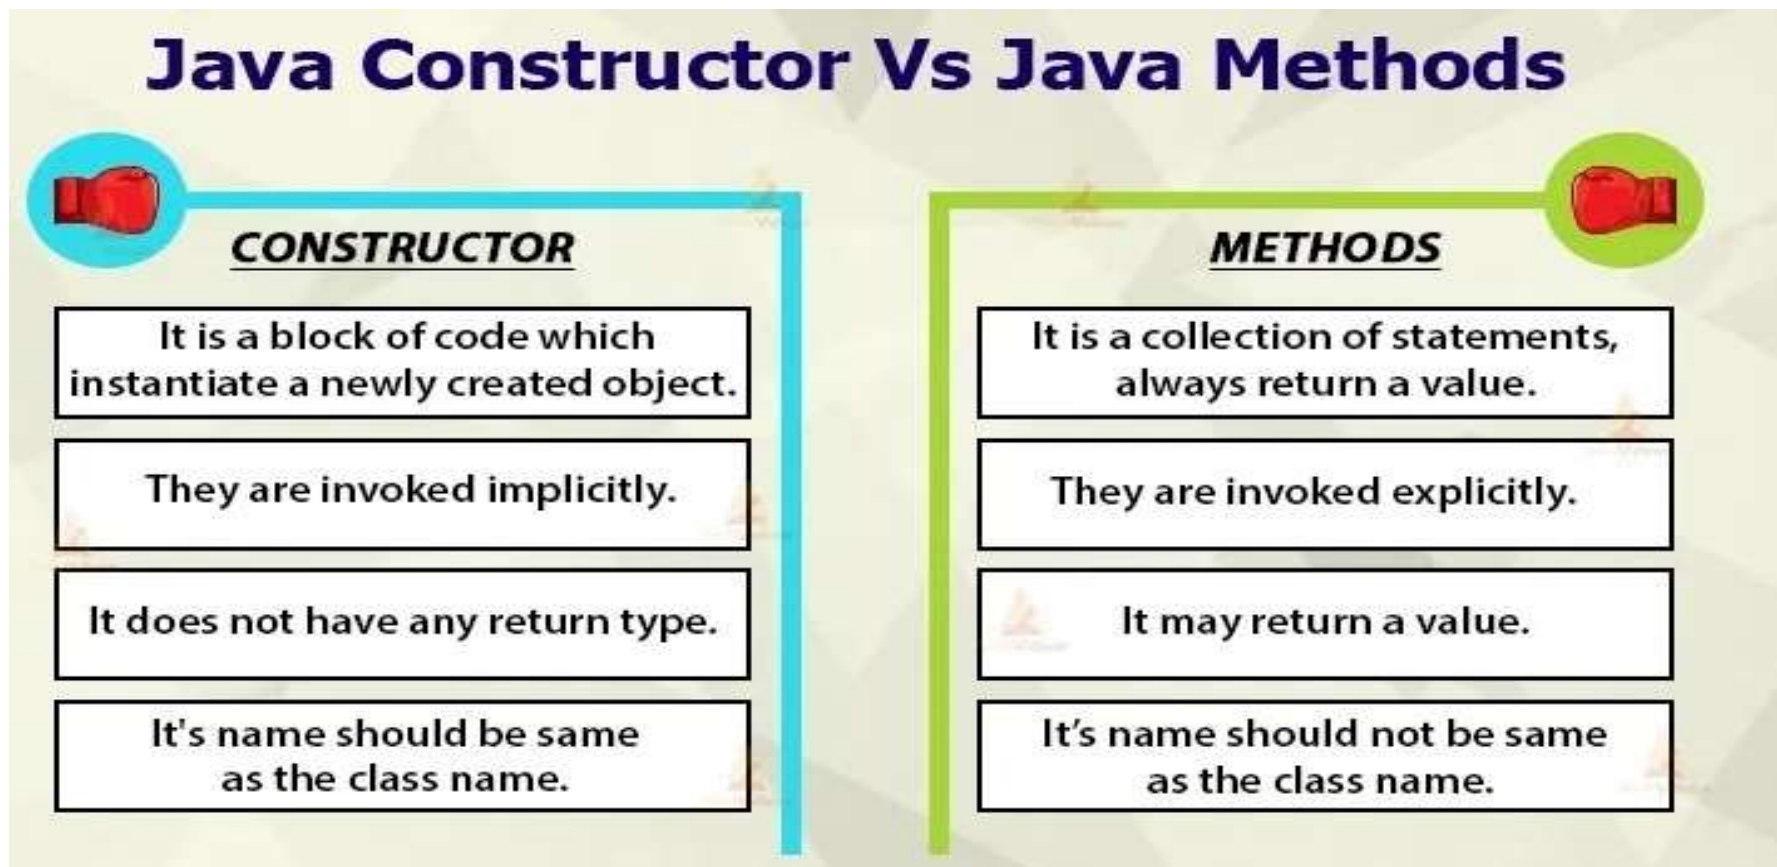 Java Constructor Vs Java Methods
CONSTRUCTOR
It is a block of code which
instantiate a newly created object.
They are invoked implicitly.
It does not have any return type.
It's name should be same
as the class name.
METHODS
It is a collection of statements,
always return a value.
They are invoked explicitly.
It may return a value.
It’s name should not be same
as the class name.